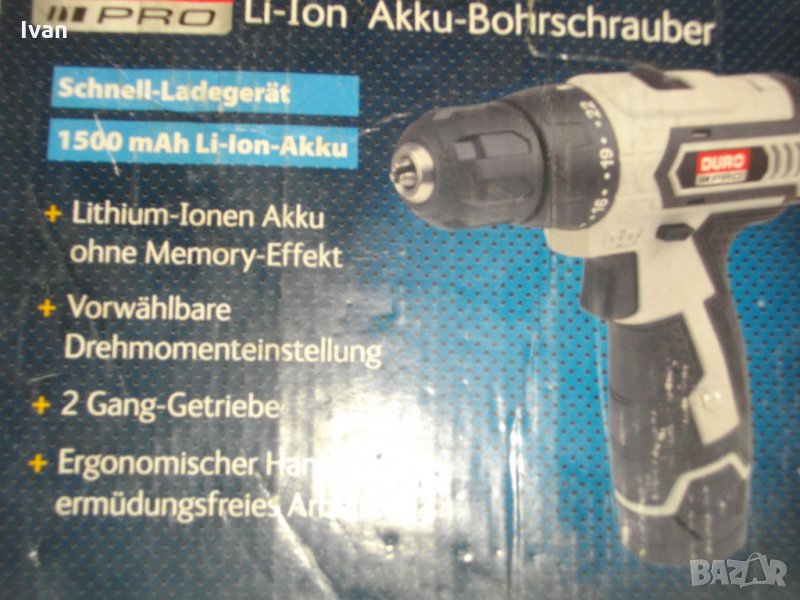 Ivan
PRO Li-Ion Akku-Bohrschrauber
Schnell-Ladegerät
1500 mAh Li-Ion-Akku
+ Lithium-Ionen Akku
ohne Memory-Effekt
+ Vorwählbare
Drehmomenteinstellung
+ 2 Gang-Getriebe
+ Ergonomischer
ermüdungsfreies
22
19
16
DURO
PRO
BAZAR